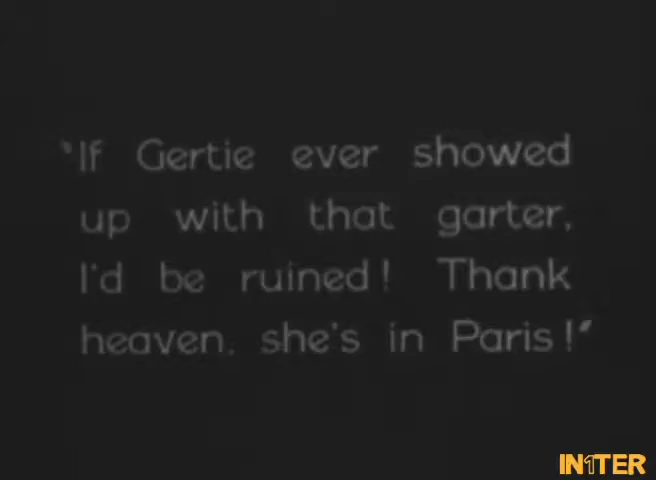 "If Gertie ever showed
up with that garter,
I'd be ruined! Thank
heaven, she's in Paris!"
IN1TER